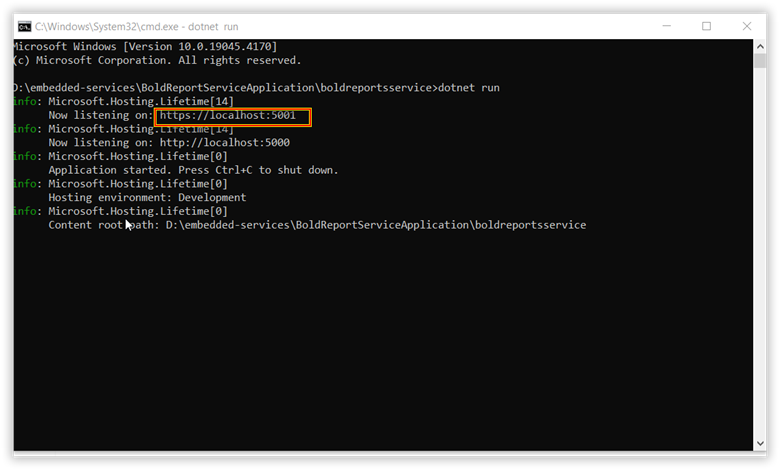 C:\Windows\System32\cmd.exe - dotnet run
Microsoft Windows [Version 10.0.19045.4170]
(c) Microsoft Corporation. All rights reserved.
D:\embedded-services\BoldReportServiceApplication\boldreportsservice>dotnet run
info: Microsoft.Hosting.Lifetime[14]
Now listening on: https://localhost:5001
info: Microsoft.Hosting.Lifetime[14]
Now listening on: http://localhost:5000
info: Microsoft.Hosting.Lifetime[0]
Application started. Press Ctrl+C to shut down.
info: Microsoft.Hosting.Lifetime[0]
Hosting environment: Development
info: Microsoft.Hosting.Lifetime[0]
Content root path: D:\embedded-services\BoldReportServiceApplication\boldreportsservice